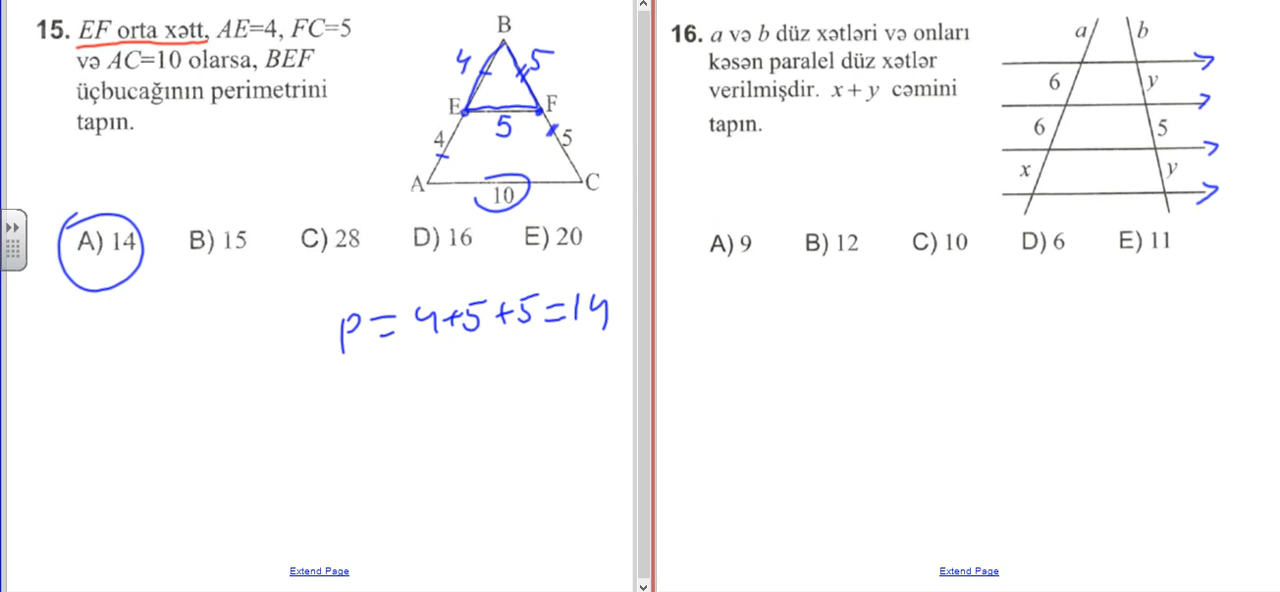 15. EF orta xətt, AE=4, FC=5
və AC=10 olarsa, BEF
üçbucağının perimetrini
tapın.
B
4
5
E
F
5
4
5
A
C
10
A) 14 B) 15 C) 28 D) 16 E) 20
P = 4+5+5=14
Extend Page
16. a və b düz xətləri və onları
kəsən paralel düz xətlər
verilmişdir. x+y cəmini
tapın.
a
b
6
y
6
5
x
y
A) 9 B) 12 C) 10 D) 6 E) 11
Extend Page